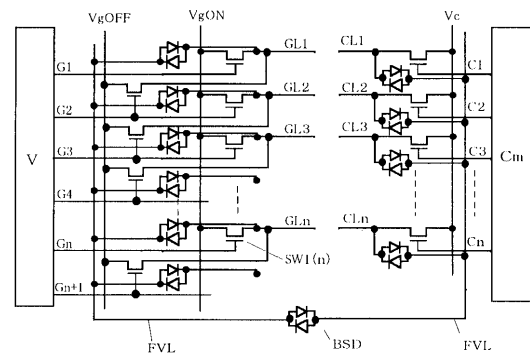 VgOFF VgON Vc
GL1 CL1
G1 C1
GL2 CL2
G2 C2
GL3 CL3
V G3 C3 Cm
G4
GLn CLn
Gn SW1(n) Cn
Gn+1
FVL BSD FVL